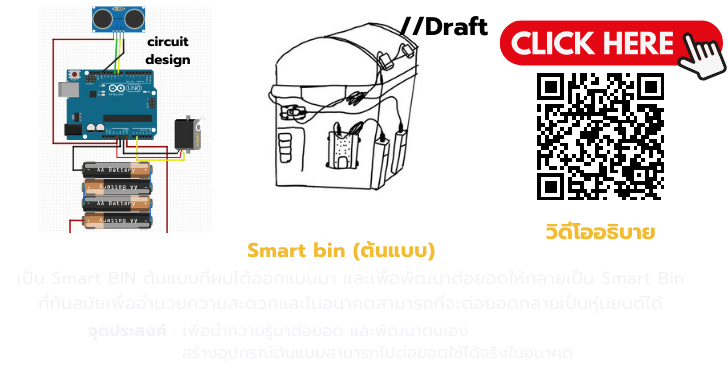 //Draft
CLICK HERE
circuit
design
UNO
AA Battery
AA Battery
AA Battery
AA Battery
วิดีโออธิบาย
Smart bin (ต้นแบบ)
เป็น Smart BIN ต้นแบบที่ผมได้ออกแบบมา และเพื่อพัฒนาต่อยอดให้กลายเป็น Smart Bin
ที่ทันสมัยเพื่ออำนวยความสะดวกและในอนาคตสามารถที่จะต่อยอดกลายเป็นหุ่นยนต์ได้
จุดประสงค์ : เพื่อนำความรู้มาต่อยอด และพัฒนาตนเอง
สร้างอุปกรณ์ต้นแบบสามารถไปต่อยอดใช้ได้จริงในอนาคต